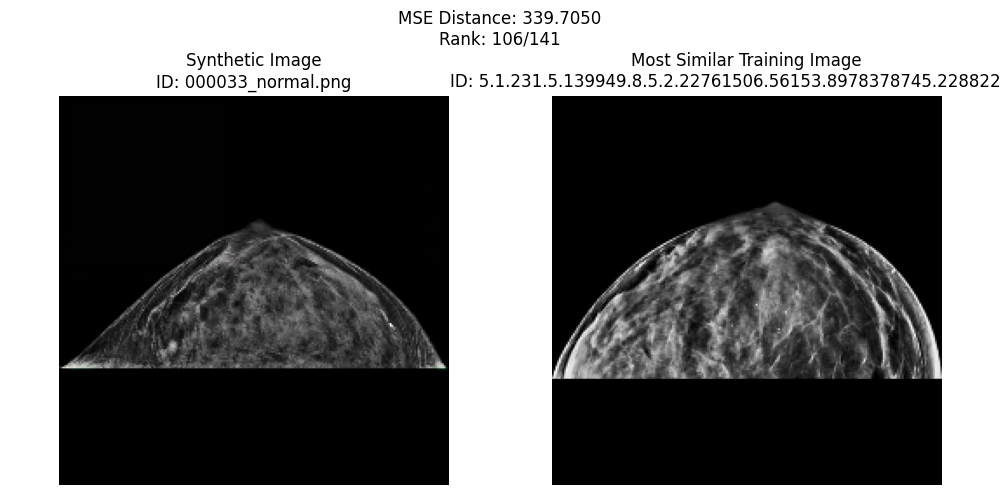 MSE Distance: 339.7050
Rank: 106/141
Synthetic Image
ID: 000033_normal.png
Most Similar Training Image
ID: 5.1.231.5.139949.8.5.2.22761506.56153.8978378745.228822